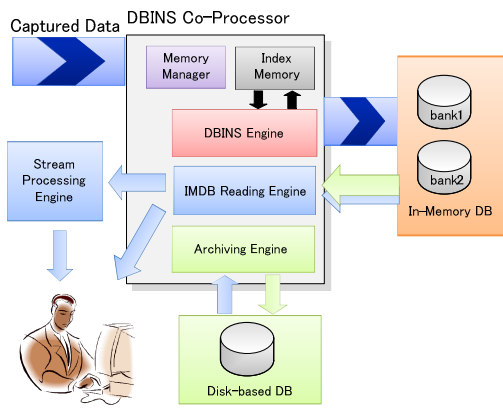 DBINS Co-Processor
Captured Data
Memory
Manager
Index
Memory
DBINS Engine
bank1
Stream
Processing
Engine
IMDB Reading Engine
bank2
In-Memory DB
Archiving Engine
Disk-based DB